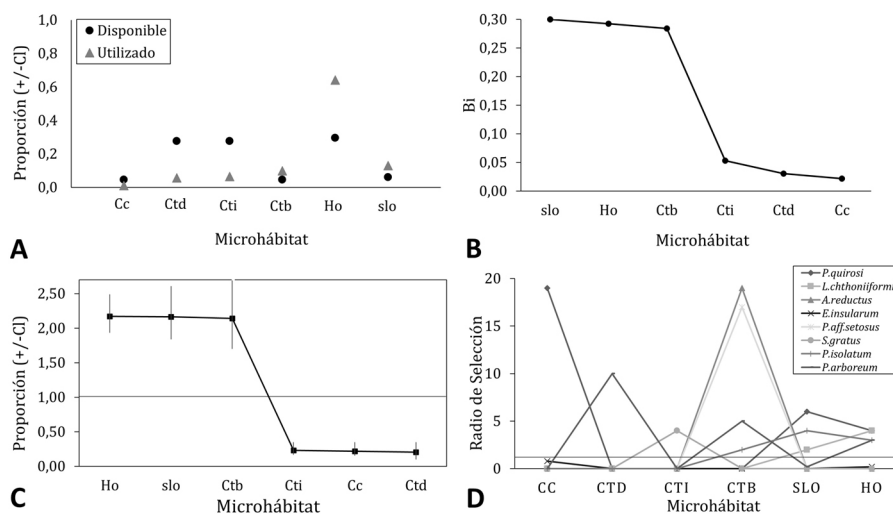 1,0
0,8
0,6
0,4
0,2
0,0
Proporción (+/-Cl)
Disponible
Utilizado
Cc Ctd Cti Ctb Ho slo
Microhábitat
A
0,30
0,25
0,20
0,15
0,10
0,05
0,00
Bi
slo Ho Ctb Cti Ctd Cc
Microhábitat
B
2,50
2,00
1,50
1,00
0,50
0,00
Proporción (+/-Cl)
Ho slo Ctb Cti Cc Ctd
Microhábitat
C
20
15
10
5
0
Radio de Selección
P.quirosi
L.chthoniiformi
A.reductus
E.insularum
P.aff.setosus
S.gratus
P.isolatum
P.arboreum
CC CTD CTI CTB SLO HO
Microhábitat
D